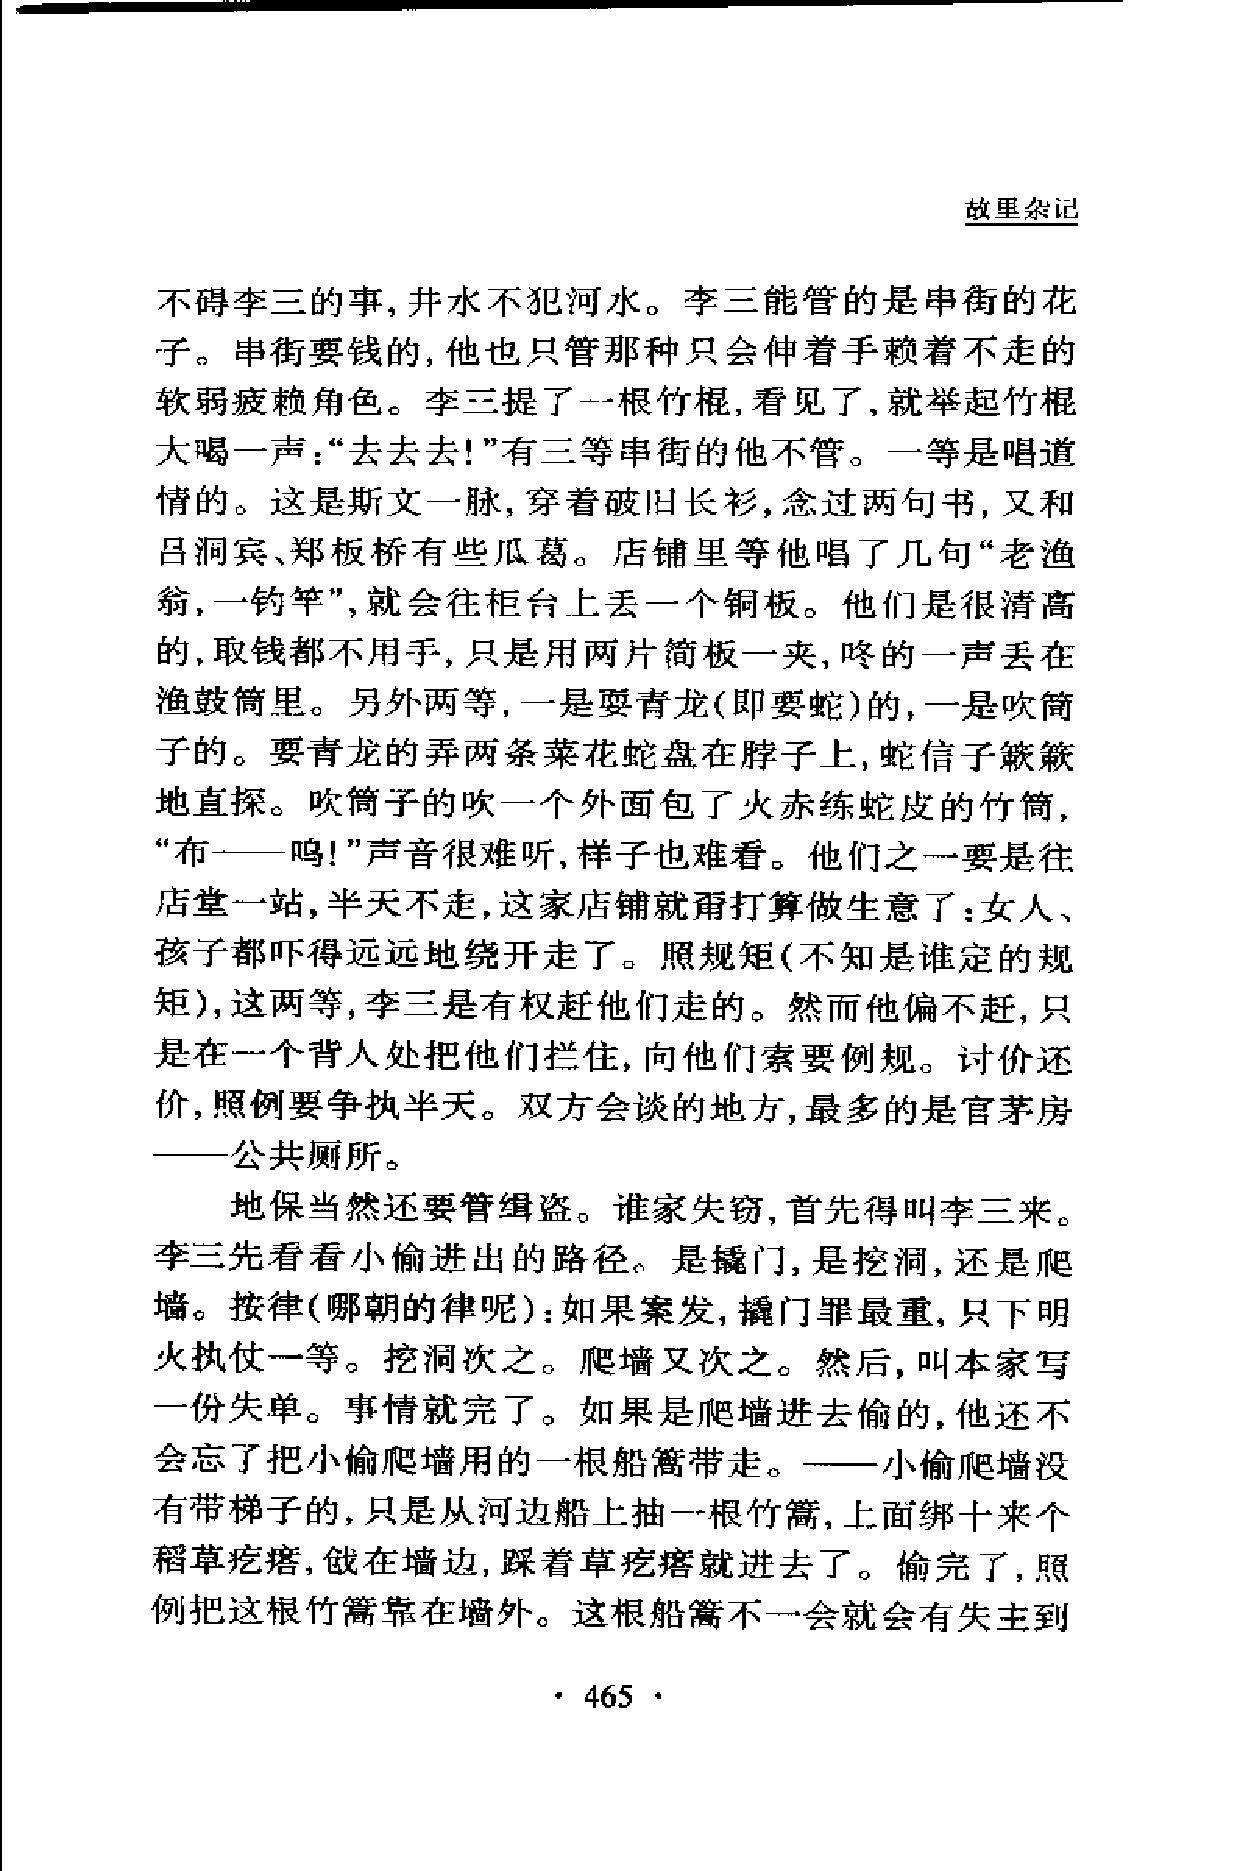 故里杂记
不碍李三的事,井水不犯河水。李三能管的是串街的花
子。串街要钱的,他也只管那种只会伸着手赖着不走的
软弱疲赖角色。李三提了一根竹棍,看见了,就举起竹棍
大喝一声:“去去去!”有三等串街的他不管。一等是唱道
情的。这是斯文一脉,穿着破旧长衫,念过两句书,又和
吕洞宾、郑板桥有些瓜葛。店铺里等他唱了几句“老渔
翁,一钓竿”,就会往柜台上丢一个铜板。他们是很清高
的,取钱都不用手,只是用两片简板一夹,咚的一声丢在
渔鼓筒里。另外两等,一是耍青龙(即耍蛇)的,一是吹筒
子的。耍青龙的弄两条菜花蛇盘在脖子上,蛇信子簌簌
地直探。吹筒子的吹一个外面包了火赤练蛇皮的竹筒,
“布——呜!”声音很难听,样子也难看。他们之一要是往
店堂一站,半天不走,这家店铺就甭打算做生意了:女人、
孩子都吓得远远地绕开走了。照规矩(不知是谁定的规
矩),这两等,李三是有权赶他们走的。然而他偏不赶,只
是在一个背人处把他们拦住,向他们索要例规。讨价还
价,照例要争执半天。双方会谈的地方,最多的是官茅房
——公共厕所。
地保当然还要管缉盗。谁家失窃,首先得叫李三来。
李三先看看小偷进出的路径。是撬门,是挖洞,还是爬
墙。按律(哪朝的律呢):如果案发,撬门罪最重,只下明
火执仗一等。挖洞次之。爬墙又次之。然后,叫本家写
一份失单。事情就完了。如果是爬墙进去偷的,他还不
会忘了把小偷爬墙用的一根船篙带走。——小偷爬墙没
有带梯子的,只是从河边船上抽一根竹篙,上面绑十来个
稻草疙瘩,戗在墙边,踩着草疙瘩就进去了。偷完了,照
例把这根竹篙靠在墙外。这根船篙不一会就会有失主到
· 465 ·